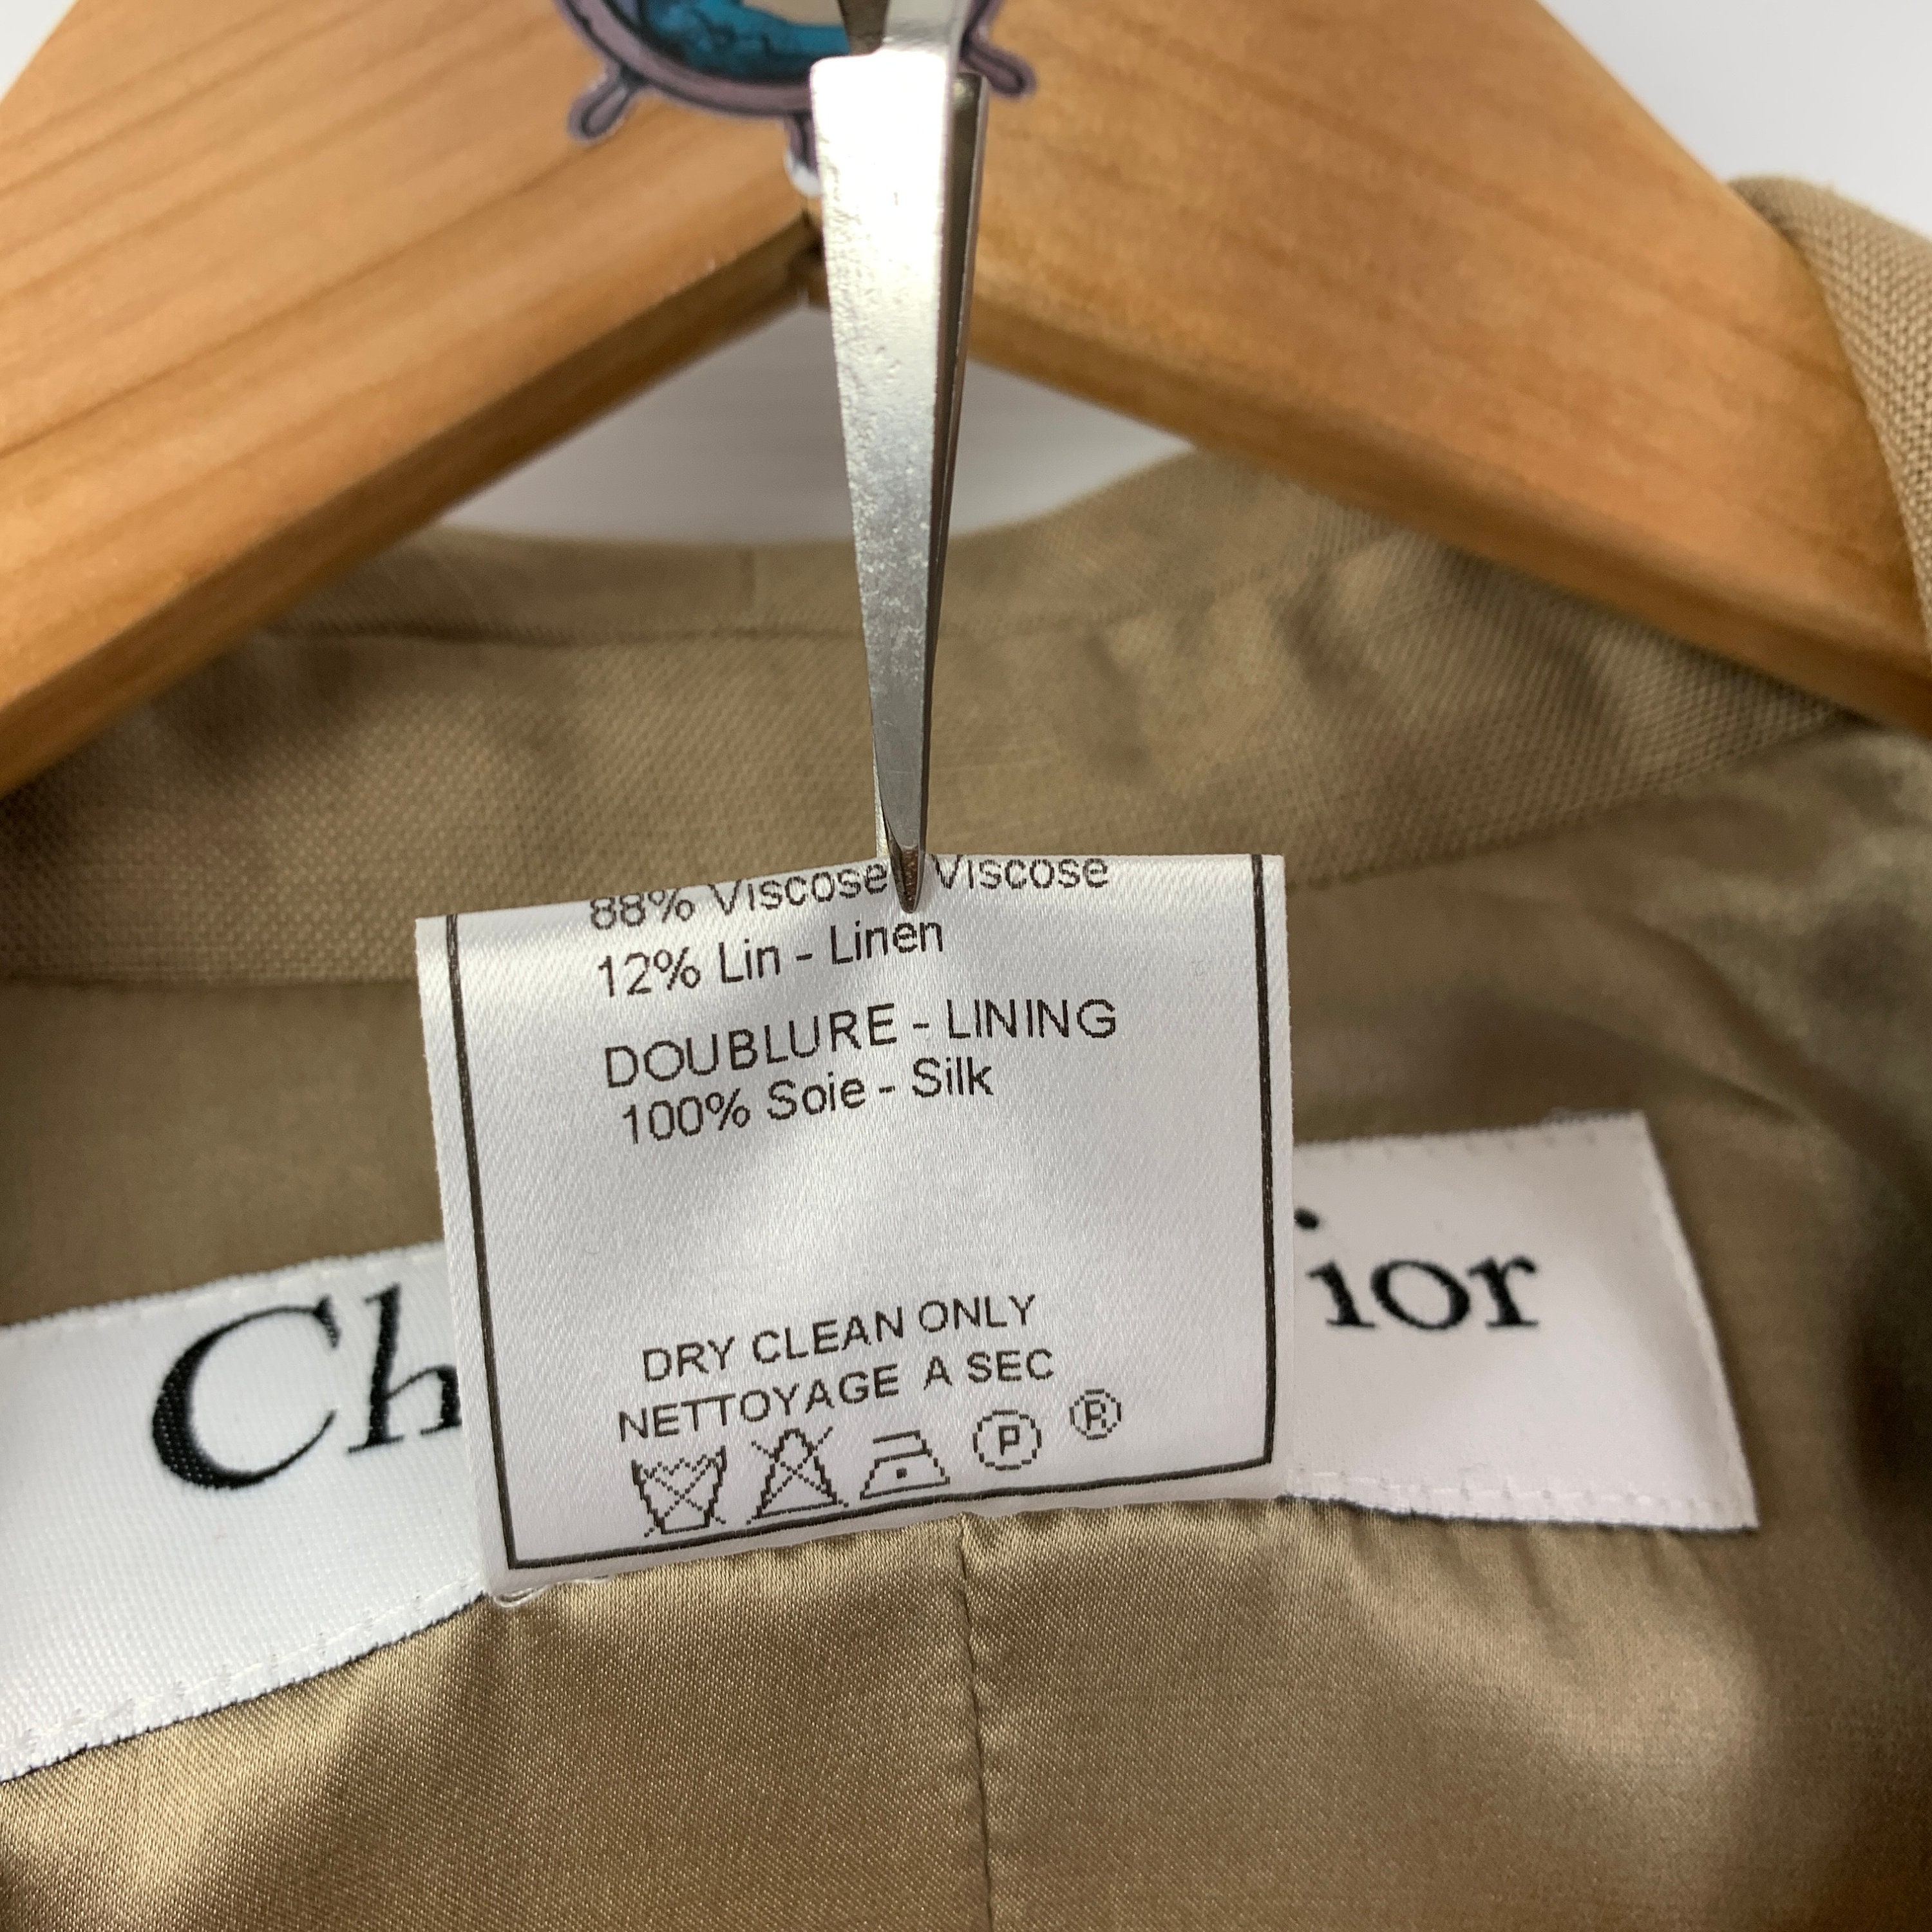 88% Viscose - Viscose
12% Lin - Linen
DOUBLURE - LINING
100% Soie - Silk
DRY CLEAN ONLY
NETTOYAGE A SEC
P R
Ch ior